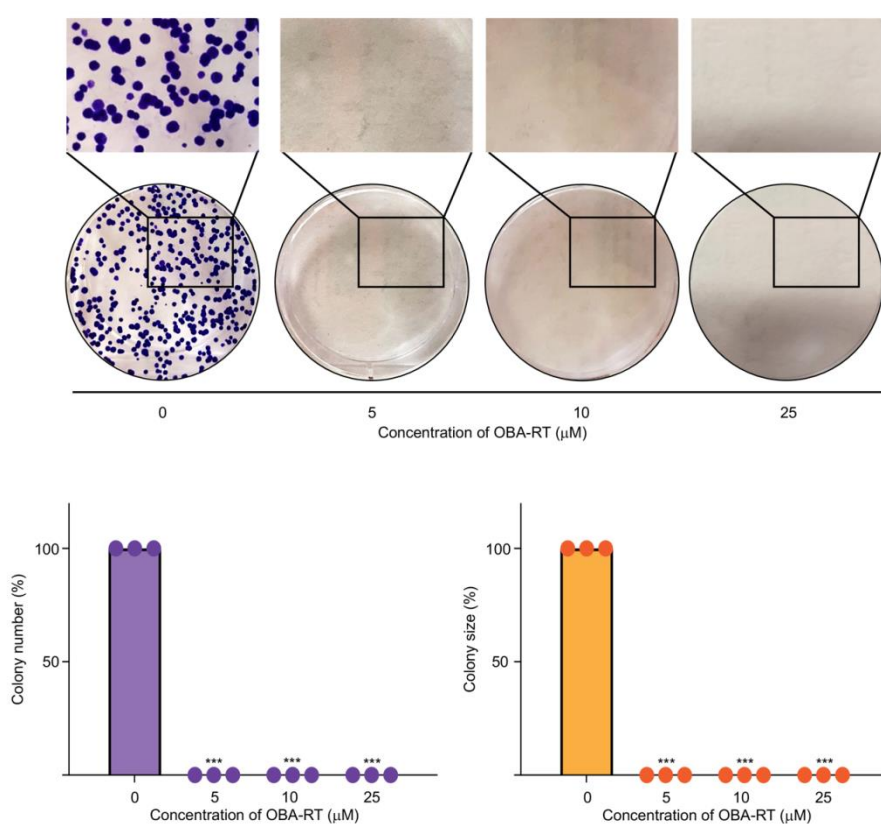 0 5 10 25
Concentration of OBA-RT (μM)
Colony number (%)
100
50
*** *** ***
0 5 10 25
Concentration of OBA-RT (μM)
Colony size (%)
100
50
*** *** ***
0 5 10 25
Concentration of OBA-RT (μM)